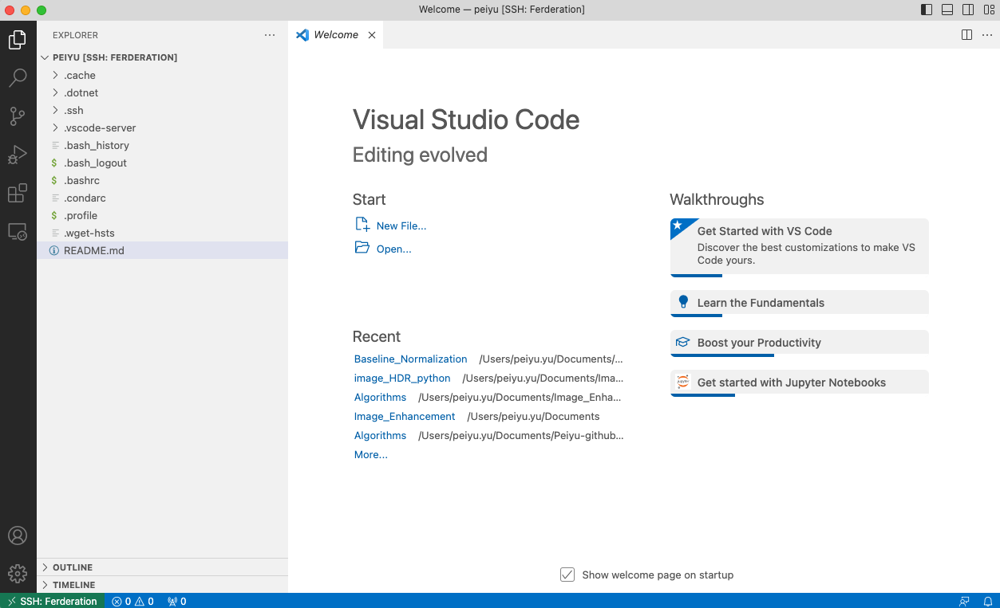 Welcome — peiyu [SSH: Ferderation]
EXPLORER
PEIYU [SSH: FERDERATION]
.cache
.dotnet
.ssh
.vscode-server
.bash_history
$ .bash_logout
$ .bashrc
.condarc
$ .profile
.wget-hsts
README.md
OUTLINE
TIMELINE
Welcome
Visual Studio Code
Editing evolved
Start
New File...
Open...
Recent
Baseline_Normalization /Users/peiyu.yu/Documents/...
image_HDR_python /Users/peiyu.yu/Documents/Ima...
Algorithms /Users/peiyu.yu/Documents/Image_Enha...
Image_Enhancement /Users/peiyu.yu/Documents
Algorithms /Users/peiyu.yu/Documents/Peiyu-github...
More...
Walkthroughs
Get Started with VS Code
Discover the best customizations to make VS
Code yours.
Learn the Fundamentals
Boost your Productivity
jupyter
Get started with Jupyter Notebooks
Show welcome page on startup
SSH: Ferderation 0 0 0